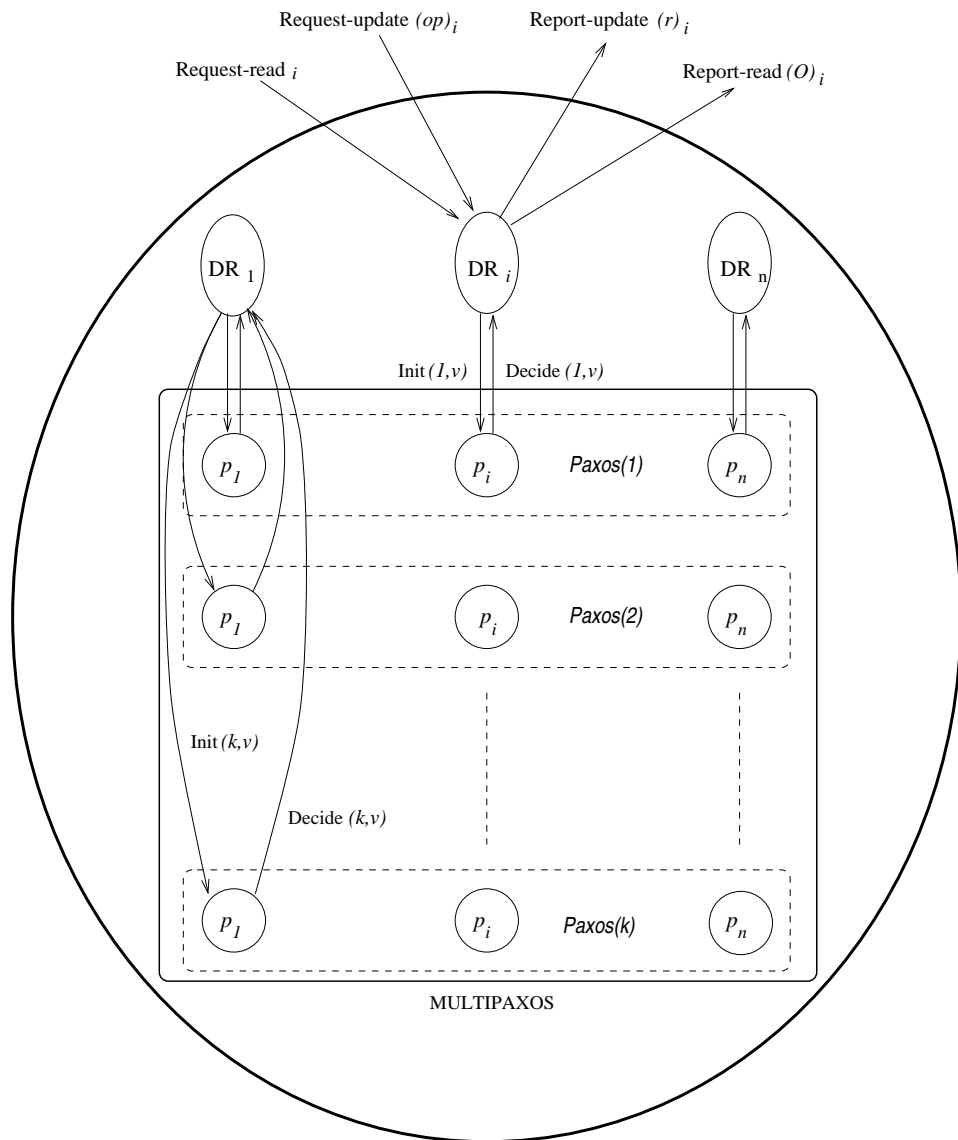 Request-update (op) i
Report-update (r) i
Request-read i
Report-read (O) i
DR 1
DR i
DR n
Init (1,v)
Decide (1,v)
p1
pi
Paxos(1)
pn
p1
pi
Paxos(2)
pn
Init (k,v)
Decide (k,v)
p1
pi
Paxos(k)
pn
MULTIPAXOS